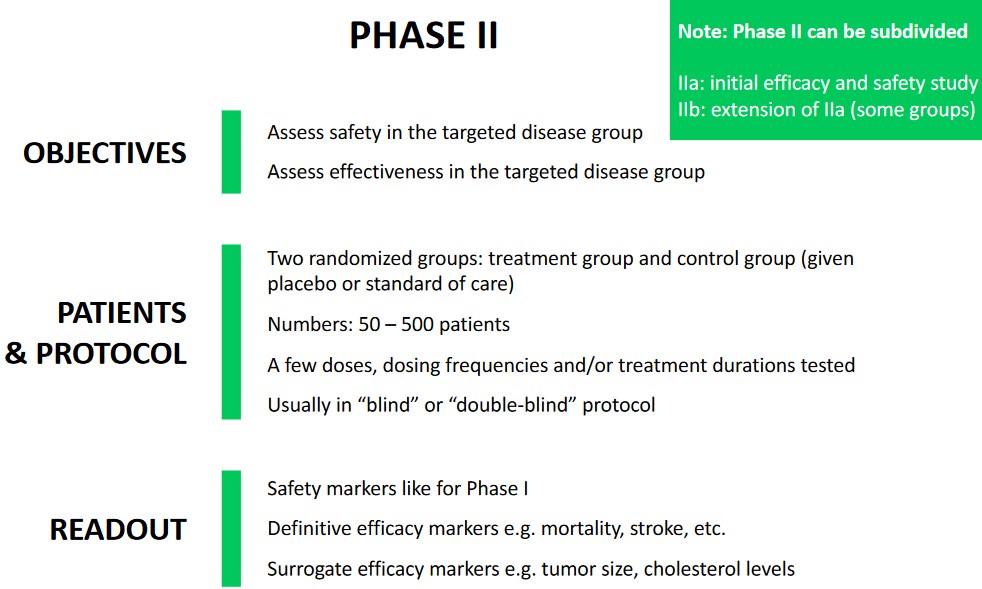 PHASE II
Note: Phase II can be subdivided
IIa: initial efficacy and safety study
IIb: extension of IIa (some groups)
OBJECTIVES
Assess safety in the targeted disease group
Assess effectiveness in the targeted disease group
PATIENTS
& PROTOCOL
Two randomized groups: treatment group and control group (given
placebo or standard of care)
Numbers: 50 – 500 patients
A few doses, dosing frequencies and/or treatment durations tested
Usually in “blind” or “double-blind” protocol
READOUT
Safety markers like for Phase I
Definitive efficacy markers e.g. mortality, stroke, etc.
Surrogate efficacy markers e.g. tumor size, cholesterol levels